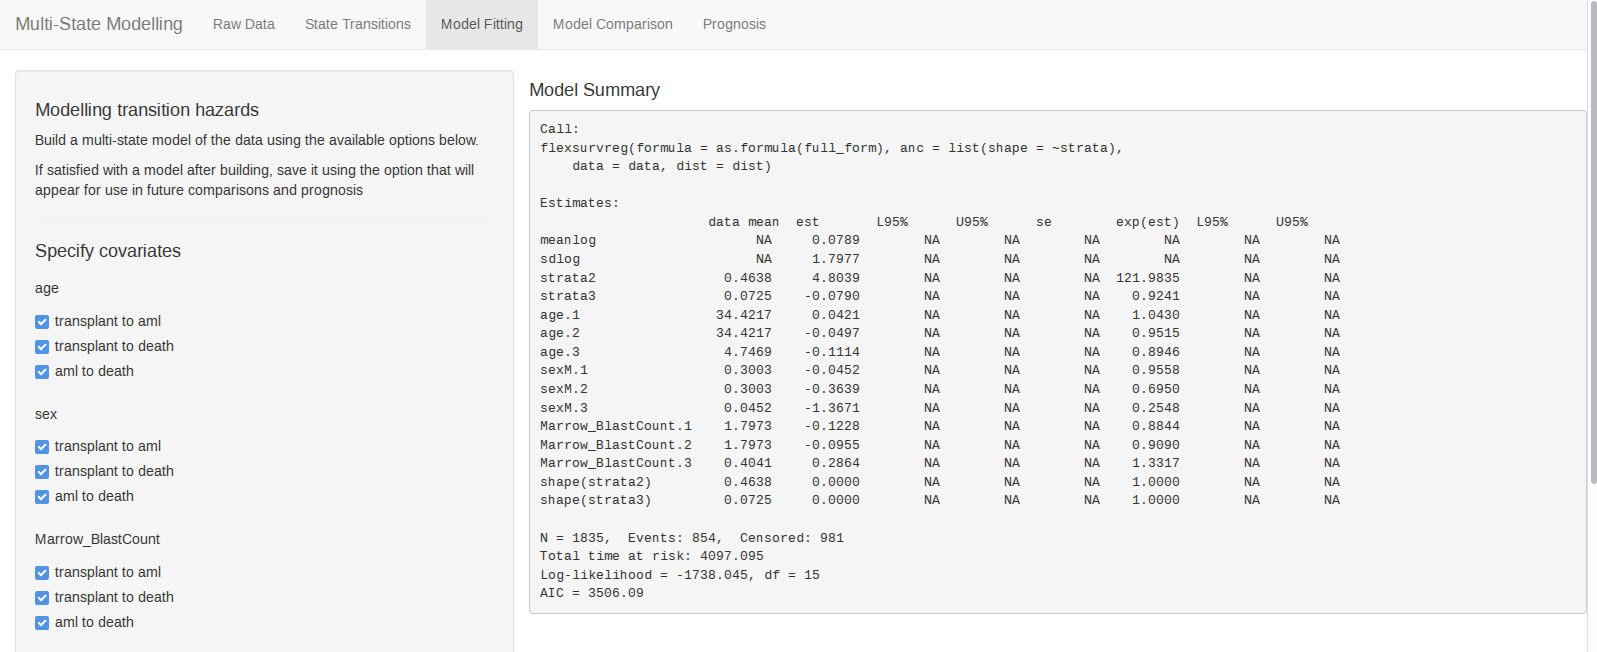 Multi-State Modelling Raw Data State Transitions Model Fitting Model Comparison Prognosis
Modelling transition hazards
Build a multi-state model of the data using the available options below.
If satisfied with a model after building, save it using the option that will
appear for use in future comparisons and prognosis
Specify covariates
age
transplant to aml
transplant to death
aml to death
sex
transplant to aml
transplant to death
aml to death
Marrow_BlastCount
transplant to aml
transplant to death
aml to death
Model Summary
Call:
flexsurvreg(formula = as.formula(full_form), anc = list(shape = ~strata),
    data = data, dist = dist)
Estimates:
                     data mean  est       L95%      U95%      se        exp(est)  L95%      U95%
meanlog                    NA     0.0789        NA        NA        NA        NA        NA        NA
sdlog                      NA     1.7977        NA        NA        NA        NA        NA        NA
strata2                0.4638     4.8039        NA        NA        NA  121.9835        NA        NA
strata3                0.0725    -0.0790        NA        NA        NA    0.9241        NA        NA
age.1                 34.4217     0.0421        NA        NA        NA    1.0430        NA        NA
age.2                 34.4217    -0.0497        NA        NA        NA    0.9515        NA        NA
age.3                  4.7469    -0.1114        NA        NA        NA    0.8946        NA        NA
sexM.1                 0.3003    -0.0452        NA        NA        NA    0.9558        NA        NA
sexM.2                 0.3003    -0.3639        NA        NA        NA    0.6950        NA        NA
sexM.3                 0.0452    -1.3671        NA        NA        NA    0.2548        NA        NA
Marrow_BlastCount.1    1.7973    -0.1228        NA        NA        NA    0.8844        NA        NA
Marrow_BlastCount.2    1.7973    -0.0955        NA        NA        NA    0.9090        NA        NA
Marrow_BlastCount.3    0.4041     0.2864        NA        NA        NA    1.3317        NA        NA
shape(strata2)         0.4638     0.0000        NA        NA        NA    1.0000        NA        NA
shape(strata3)         0.0725     0.0000        NA        NA        NA    1.0000        NA        NA
N = 1835,  Events: 854,  Censored: 981
Total time at risk: 4097.095
Log-likelihood = -1738.045, df = 15
AIC = 3506.09